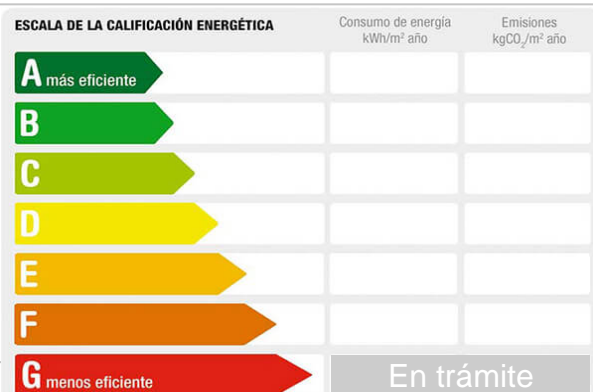 ESCALA DE LA CALIFICACIÓN ENERGÉTICA
Consumo de energía
kWh/m² año
Emisiones
kgCO₂/m² año
A más eficiente
B
C
D
E
F
G menos eficiente
En trámite